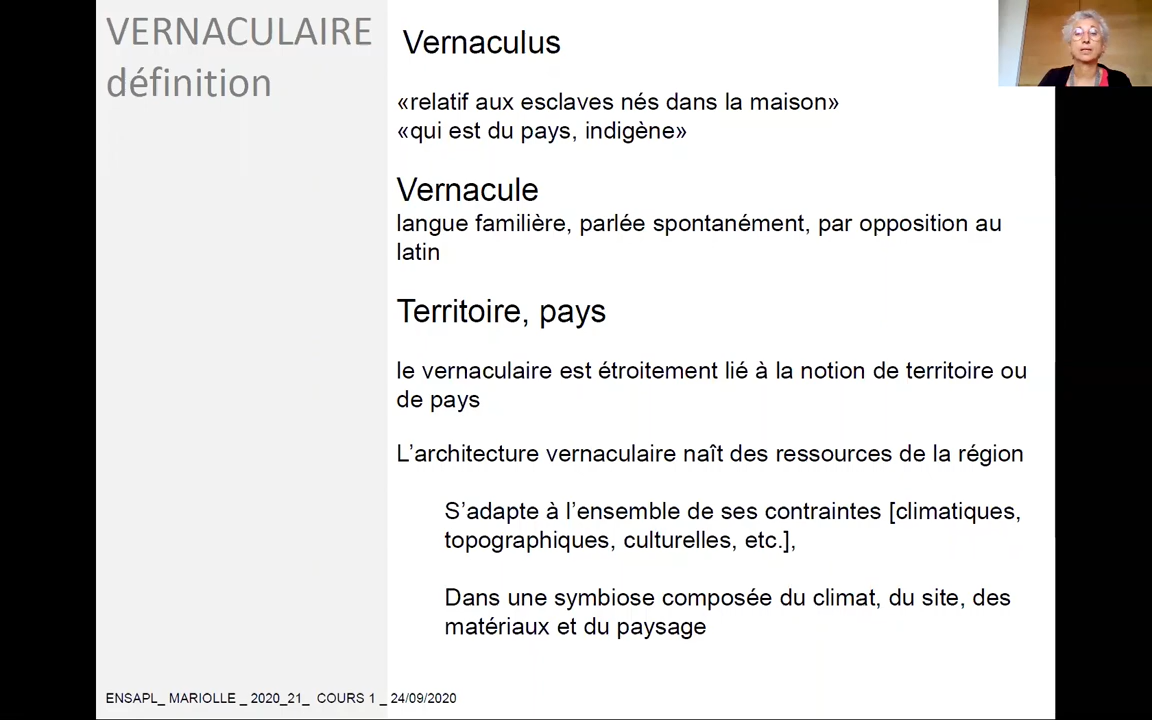 VERNACULAIRE
définition
Vernaculus
«relatif aux esclaves nés dans la maison»
«qui est du pays, indigène»
Vernacule
langue familière, parlée spontanément, par opposition au
latin
Territoire, pays
le vernaculaire est étroitement lié à la notion de territoire ou
de pays
L’architecture vernaculaire naît des ressources de la région
S’adapte à l’ensemble de ses contraintes [climatiques,
topographiques, culturelles, etc.],
Dans une symbiose composée du climat, du site, des
matériaux et du paysage
ENSAPL_ MARIOLLE _ 2020_21_ COURS 1 _ 24/09/2020